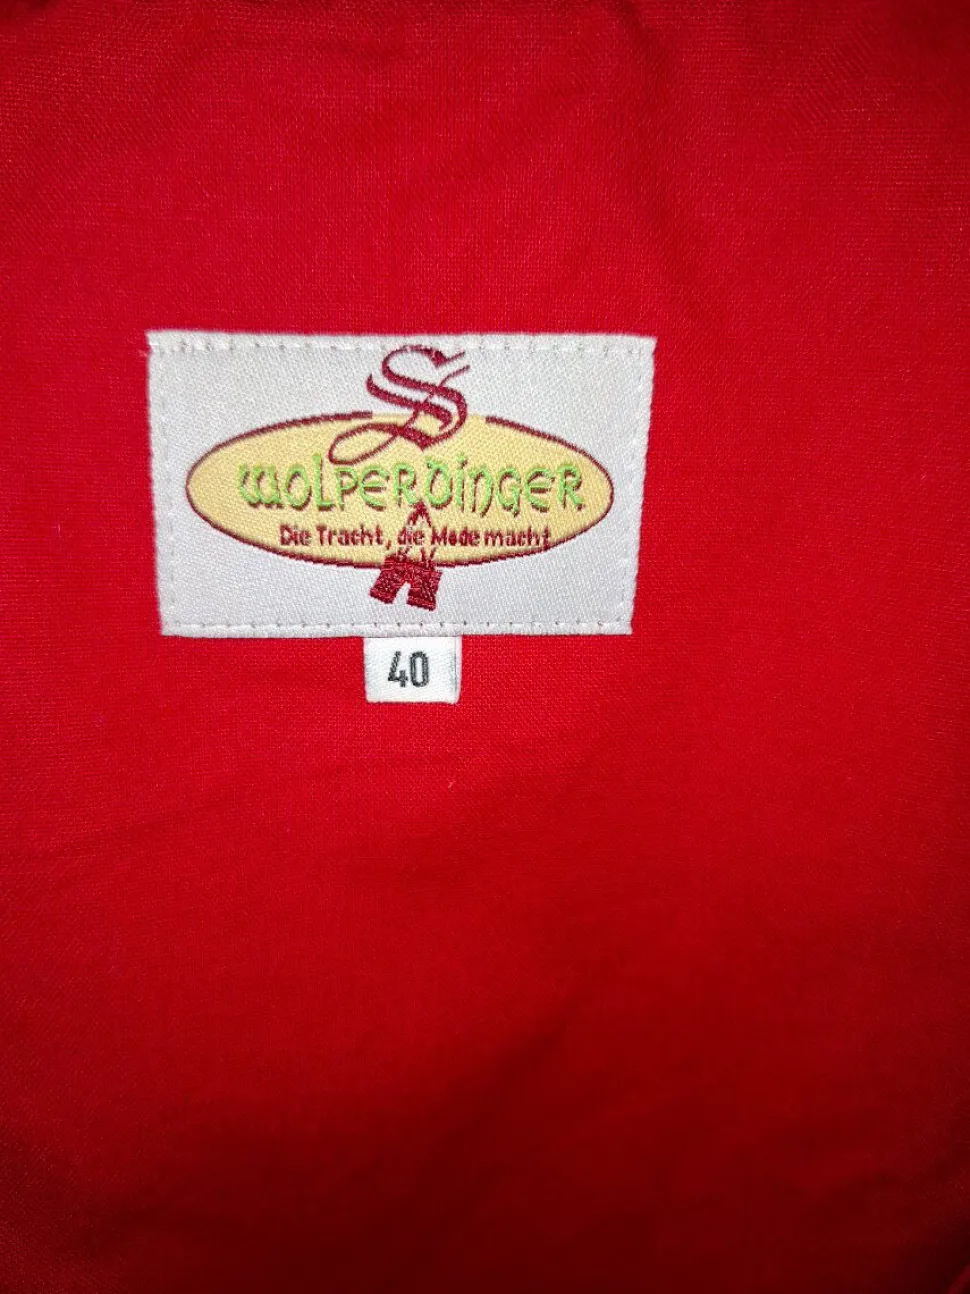 S
WOLPERDINGER
Die Tracht, die Mode macht
40